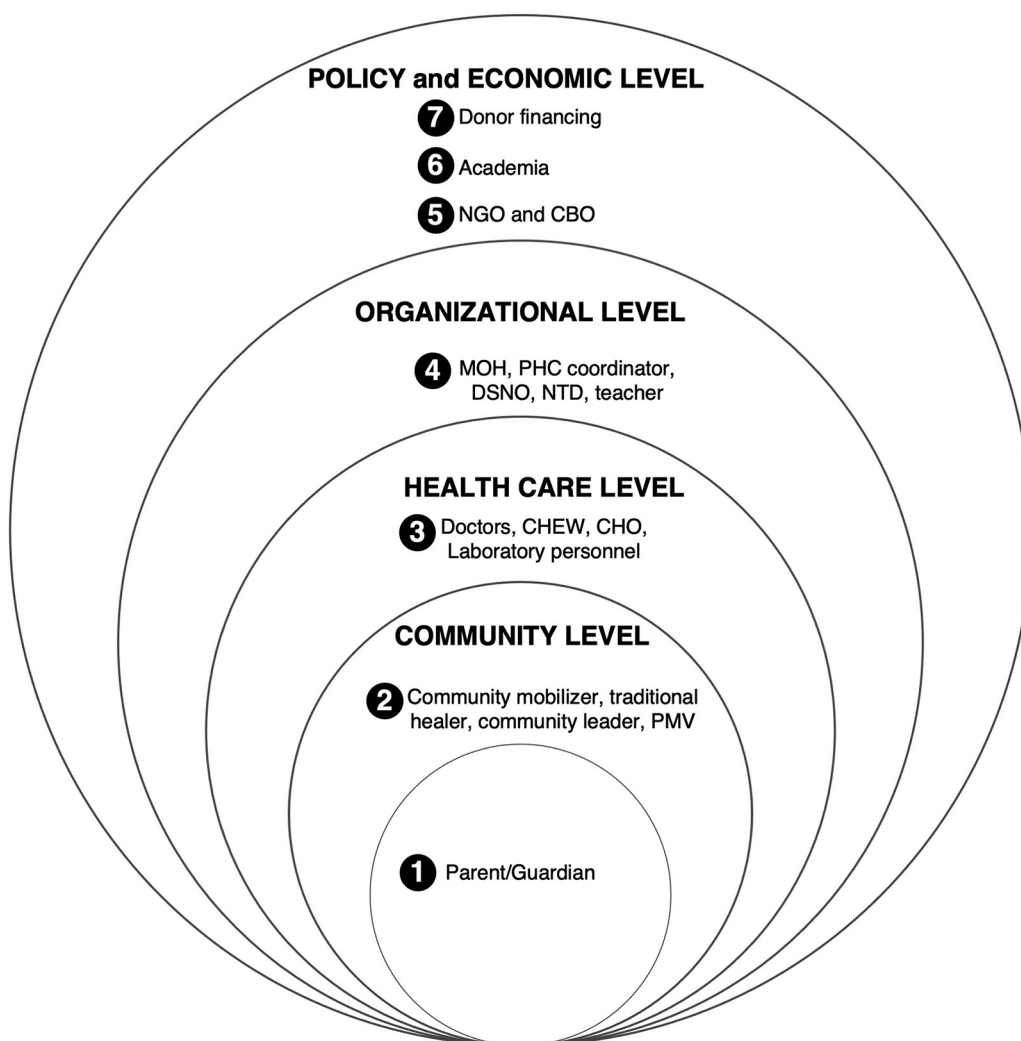 POLICY and ECONOMIC LEVEL
7 Donor financing
6 Academia
5 NGO and CBO
ORGANIZATIONAL LEVEL
4 MOH, PHC coordinator,
DSNO, NTD, teacher
HEALTH CARE LEVEL
3 Doctors, CHEW, CHO,
Laboratory personnel
COMMUNITY LEVEL
2 Community mobilizer, traditional
healer, community leader, PMV
1 Parent/Guardian